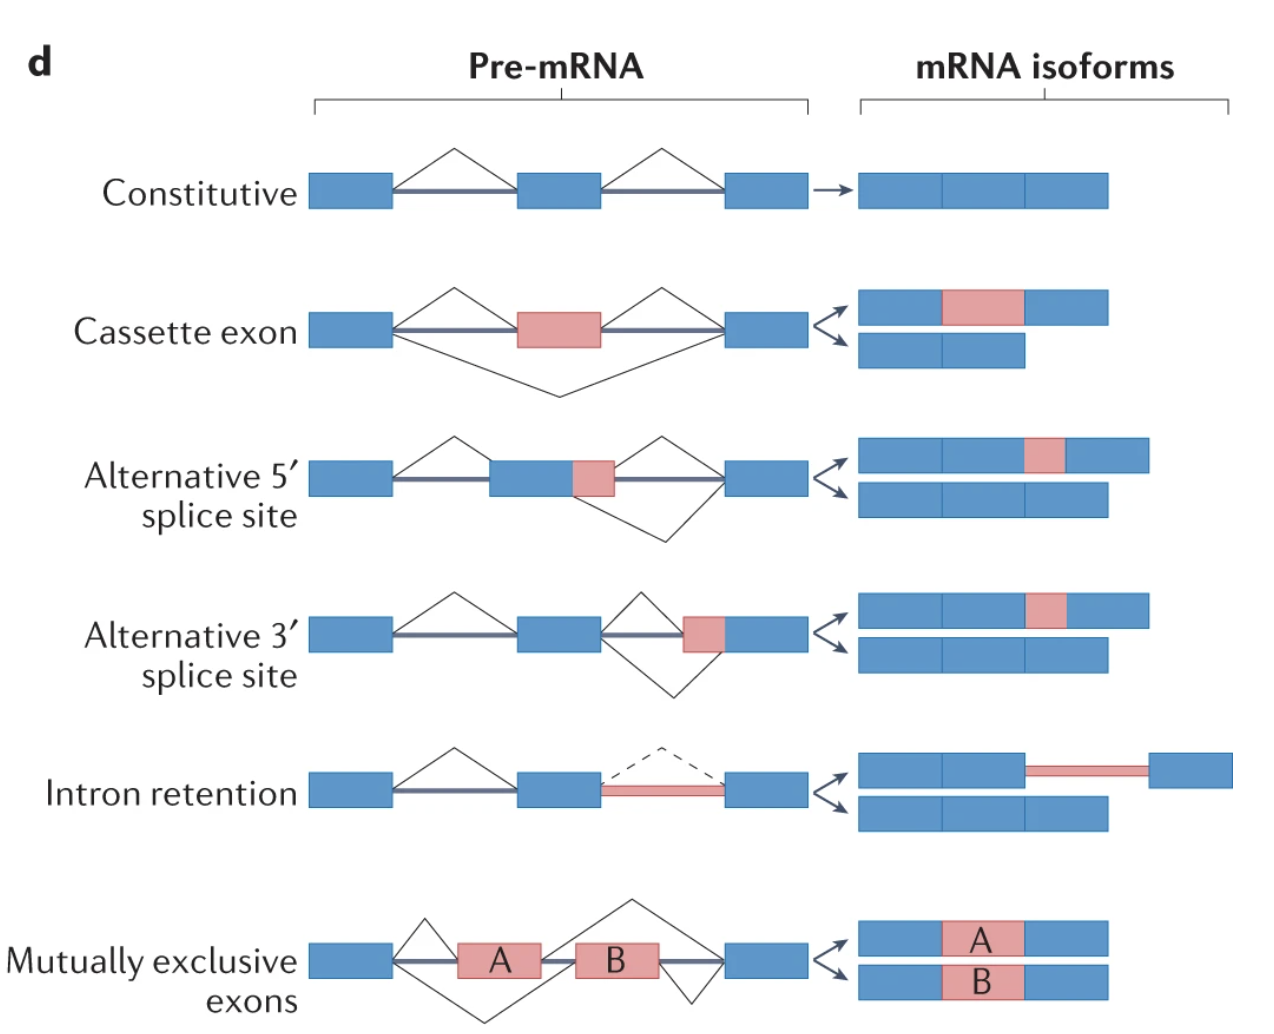 d
Pre-mRNA
mRNA isoforms
Constitutive
Cassette exon
Alternative 5′
splice site
Alternative 3′
splice site
Intron retention
Mutually exclusive
exons
A
B
A
B